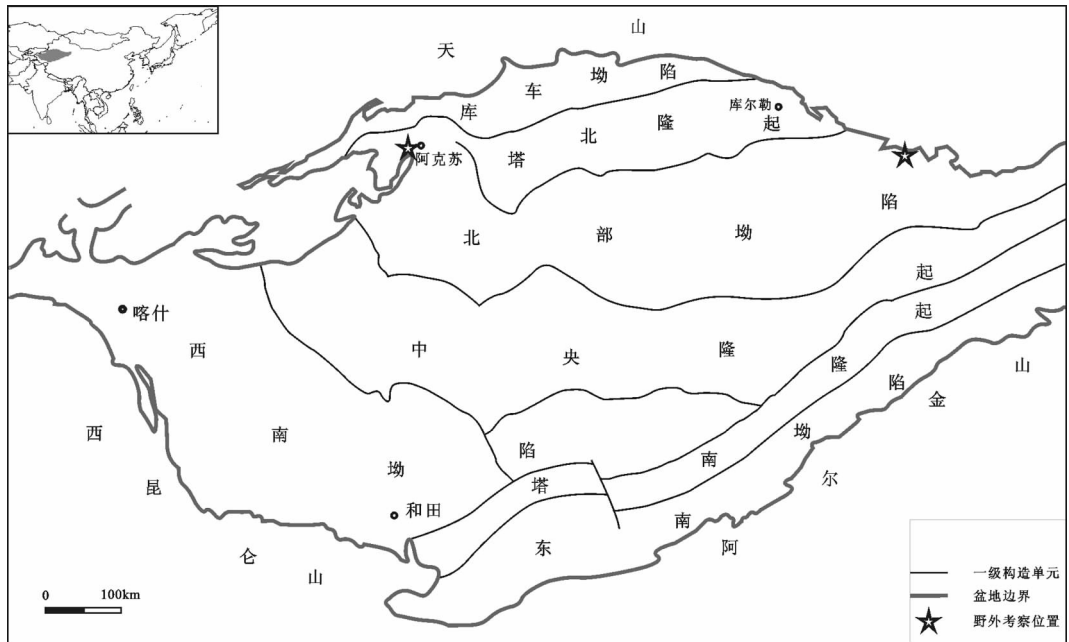 天山
库车坳陷
塔北隆起
库尔勒
阿克苏
北部坳陷
喀什
中央隆起
西南坳陷
塔南隆起
东南坳陷
和田
西昆仑山
阿尔金山
0 100km
一级构造单元
盆地边界
野外考察位置